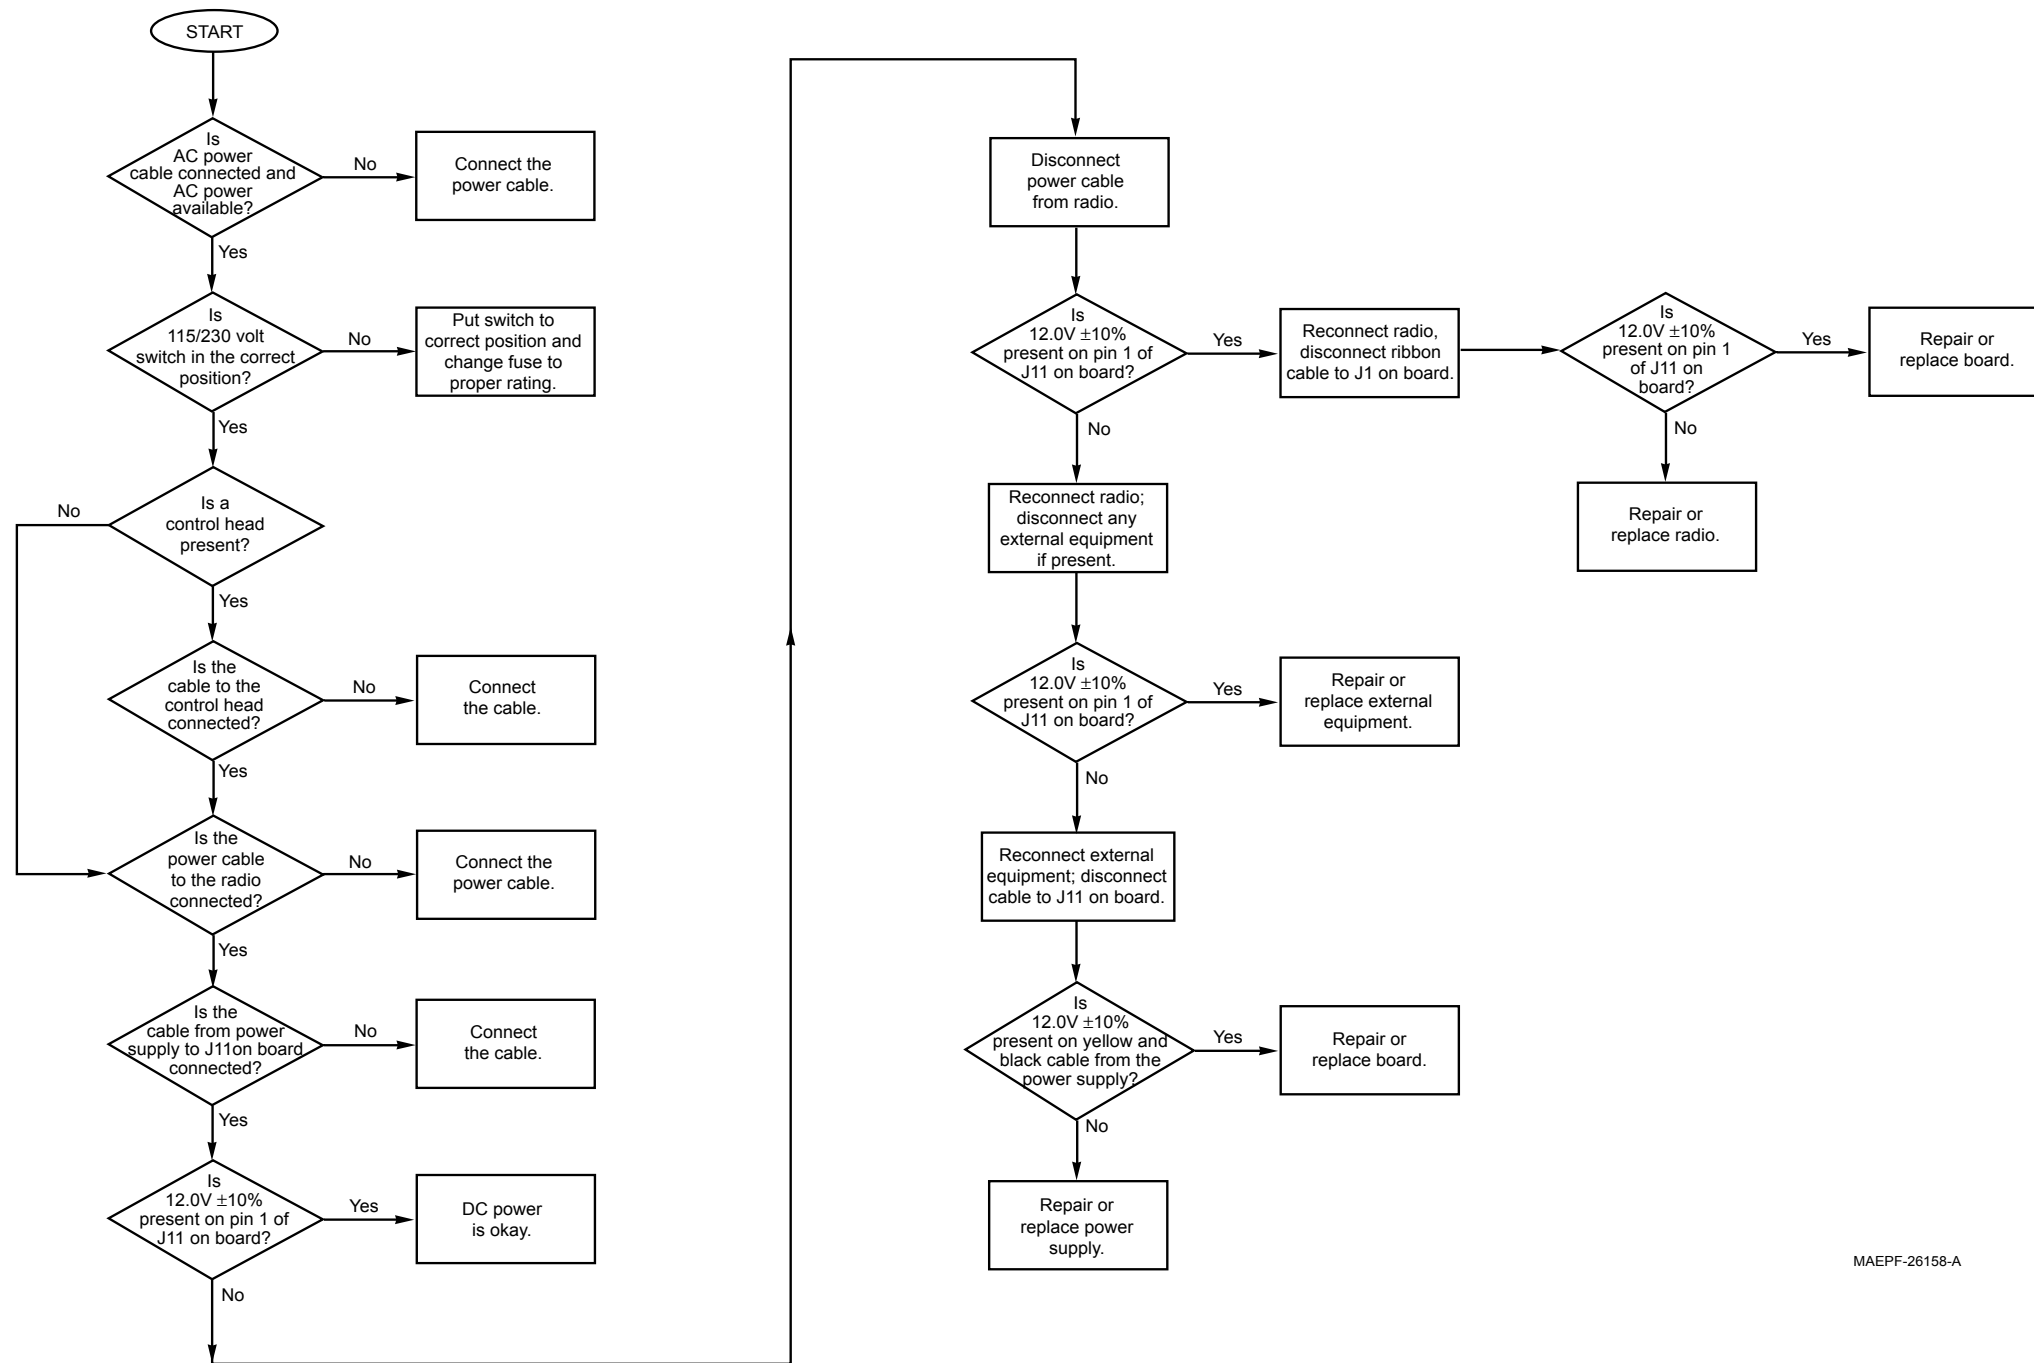 START
Is
AC power
cable connected and
AC power
available?
No
Connect the
power cable.
Yes
Is
115/230 volt
switch in the correct
position?
No
Put switch to
correct position and
change fuse to
proper rating.
Yes
Is a
control head
present?
No
Yes
Is the
cable to the
control head
connected?
No
Connect
the cable.
Yes
Is the
power cable
to the radio
connected?
No
Connect the
power cable.
Yes
Is the
cable from power
supply to J11on board
connected?
No
Connect
the cable.
Yes
Is
12.0V ±10%
present on pin 1 of
J11 on board?
Yes
DC power
is okay.
No
Disconnect
power cable
from radio.
Is
12.0V ±10%
present on pin 1 of
J11 on board?
Yes
Reconnect radio,
disconnect ribbon
cable to J1 on board.
Is
12.0V ±10%
present on pin 1
of J11 on
board?
Yes
Repair or
replace board.
No
Repair or
replace radio.
No
Reconnect radio;
disconnect any
external equipment
if present.
Is
12.0V ±10%
present on pin 1 of
J11 on board?
Yes
Repair or
replace external
equipment.
No
Reconnect external
equipment; disconnect
cable to J11 on board.
Is
12.0V ±10%
present on yellow and
black cable from the
power supply?
Yes
Repair or
replace board.
No
Repair or
replace power
supply.
MAEPF-26158-A